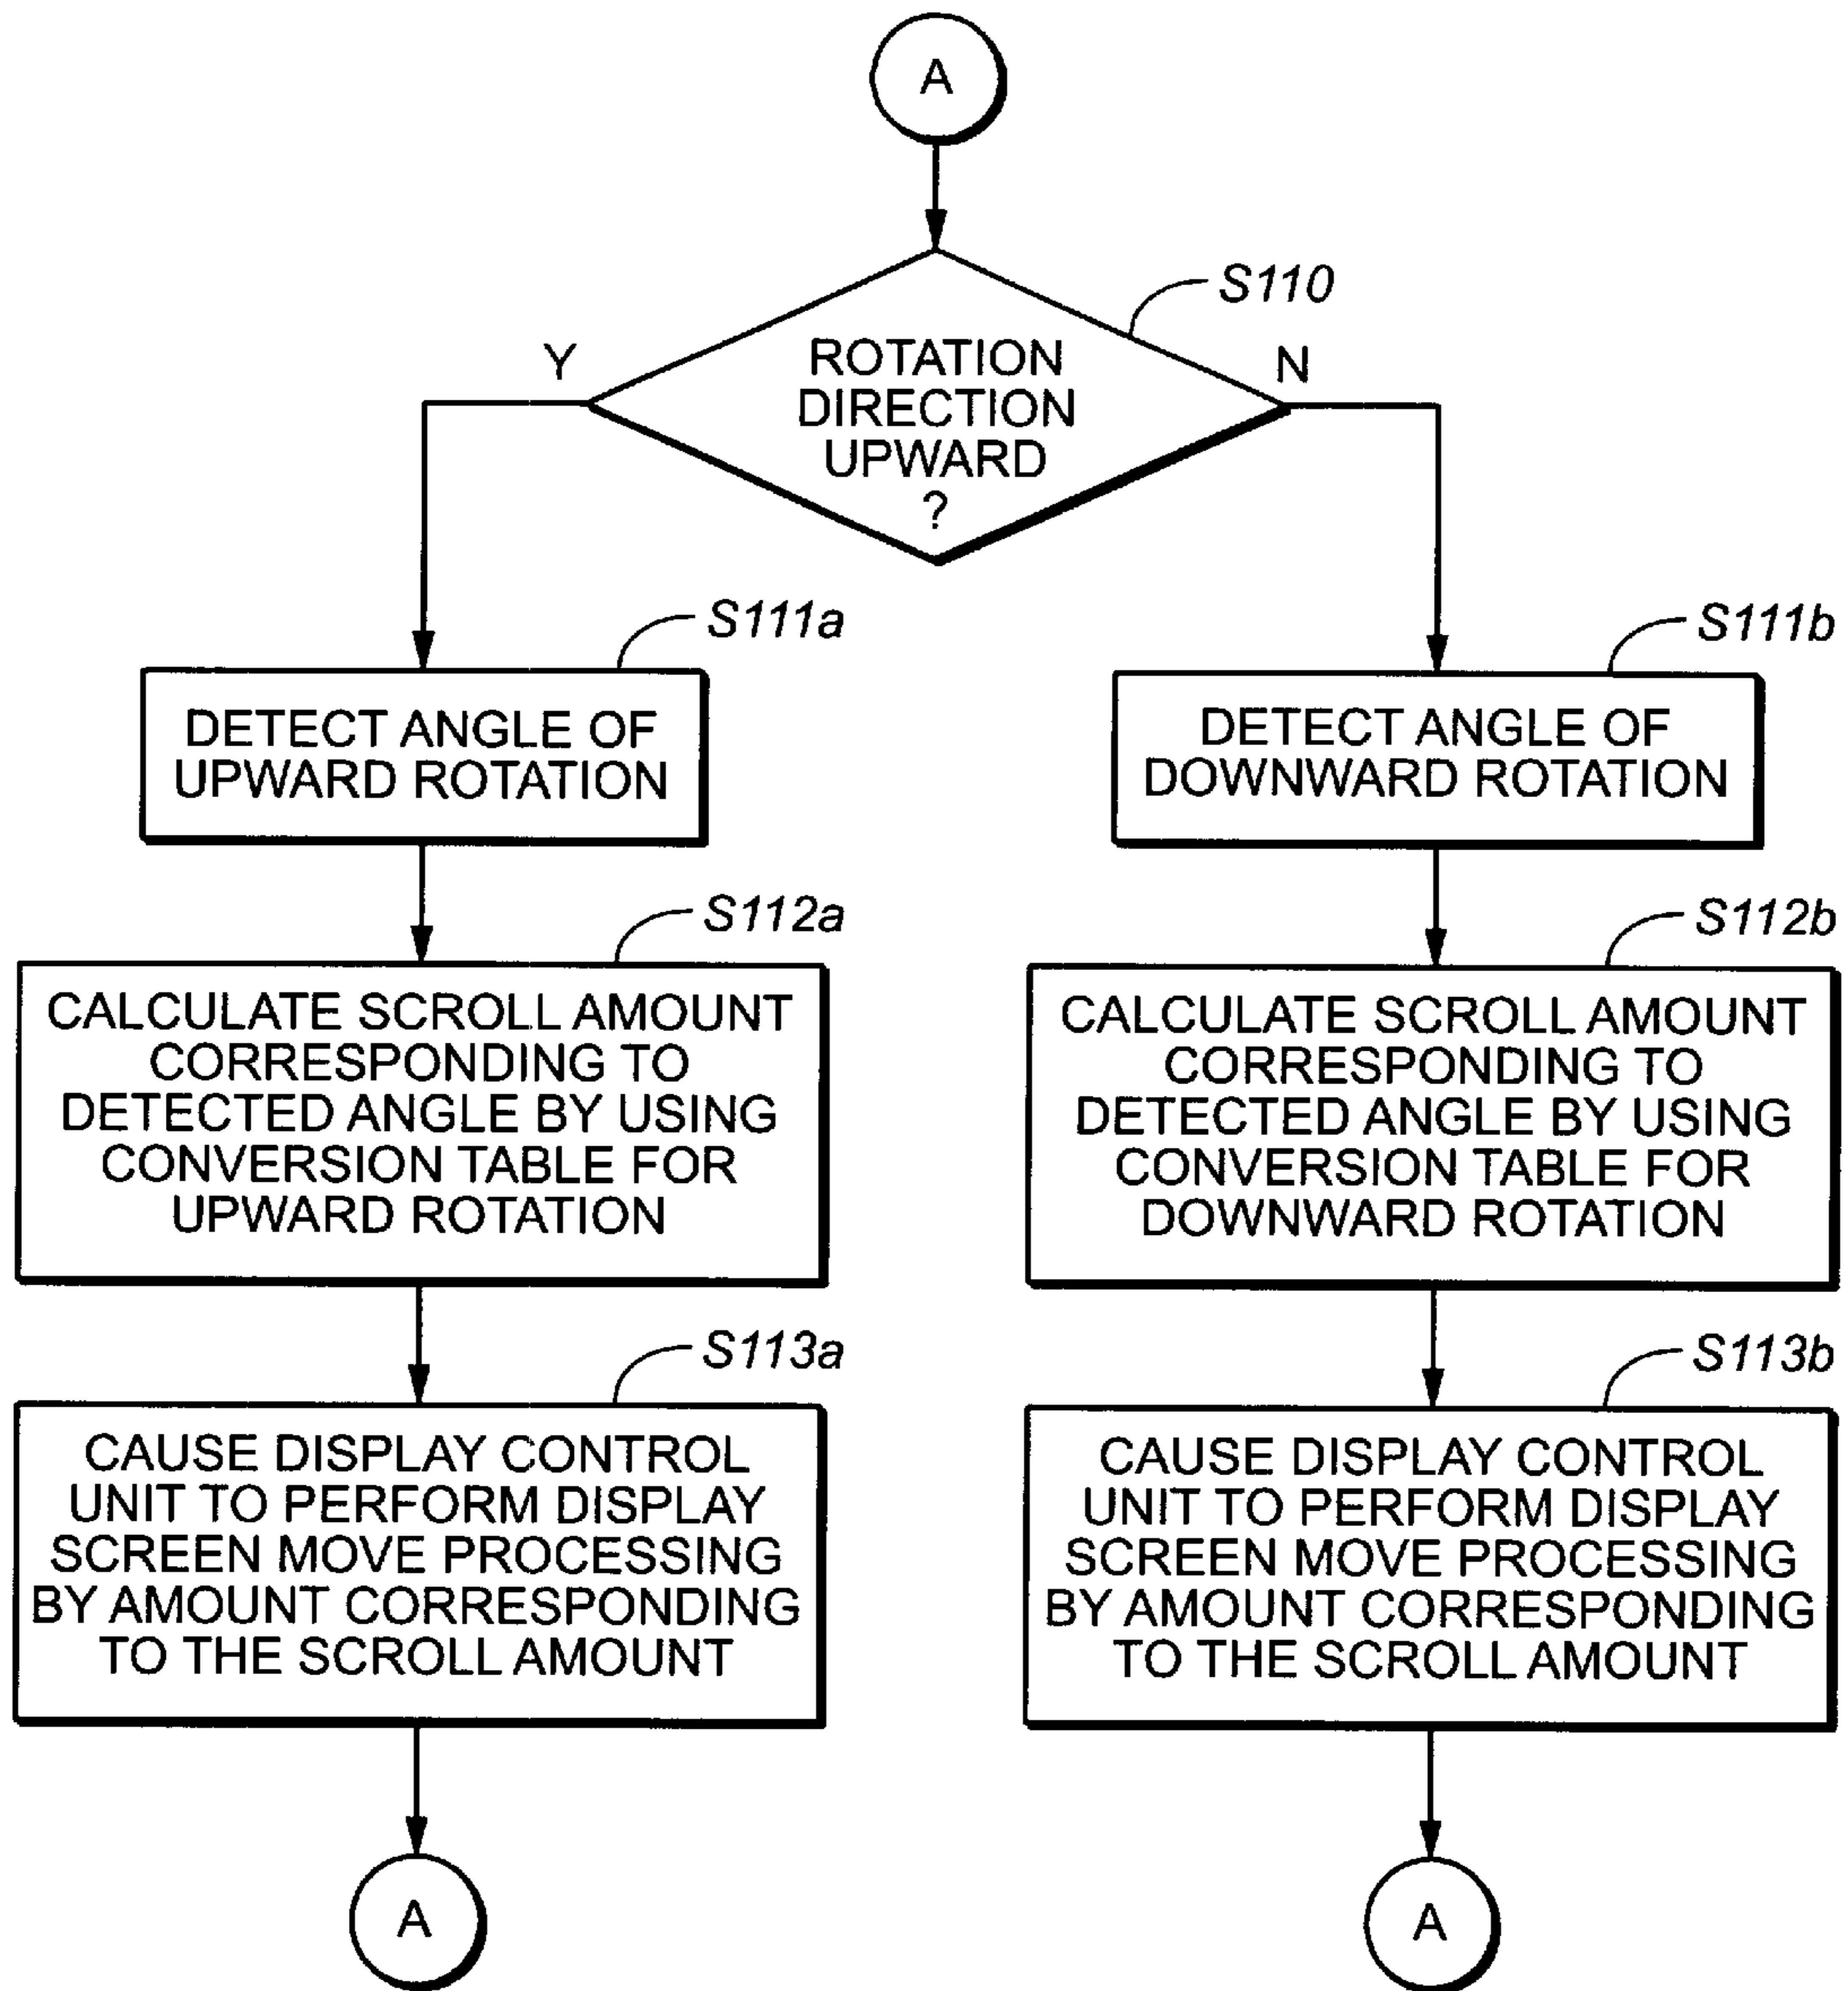 A
S110
Y
N
ROTATION
DIRECTION
UPWARD
?
S111a
DETECT ANGLE OF
UPWARD ROTATION
S111b
DETECT ANGLE OF
DOWNWARD ROTATION
S112a
CALCULATE SCROLL AMOUNT
CORRESPONDING TO
DETECTED ANGLE BY USING
CONVERSION TABLE FOR
UPWARD ROTATION
S112b
CALCULATE SCROLL AMOUNT
CORRESPONDING TO
DETECTED ANGLE BY USING
CONVERSION TABLE FOR
DOWNWARD ROTATION
S113a
CAUSE DISPLAY CONTROL
UNIT TO PERFORM DISPLAY
SCREEN MOVE PROCESSING
BY AMOUNT CORRESPONDING
TO THE SCROLL AMOUNT
S113b
CAUSE DISPLAY CONTROL
UNIT TO PERFORM DISPLAY
SCREEN MOVE PROCESSING
BY AMOUNT CORRESPONDING
TO THE SCROLL AMOUNT
A
A